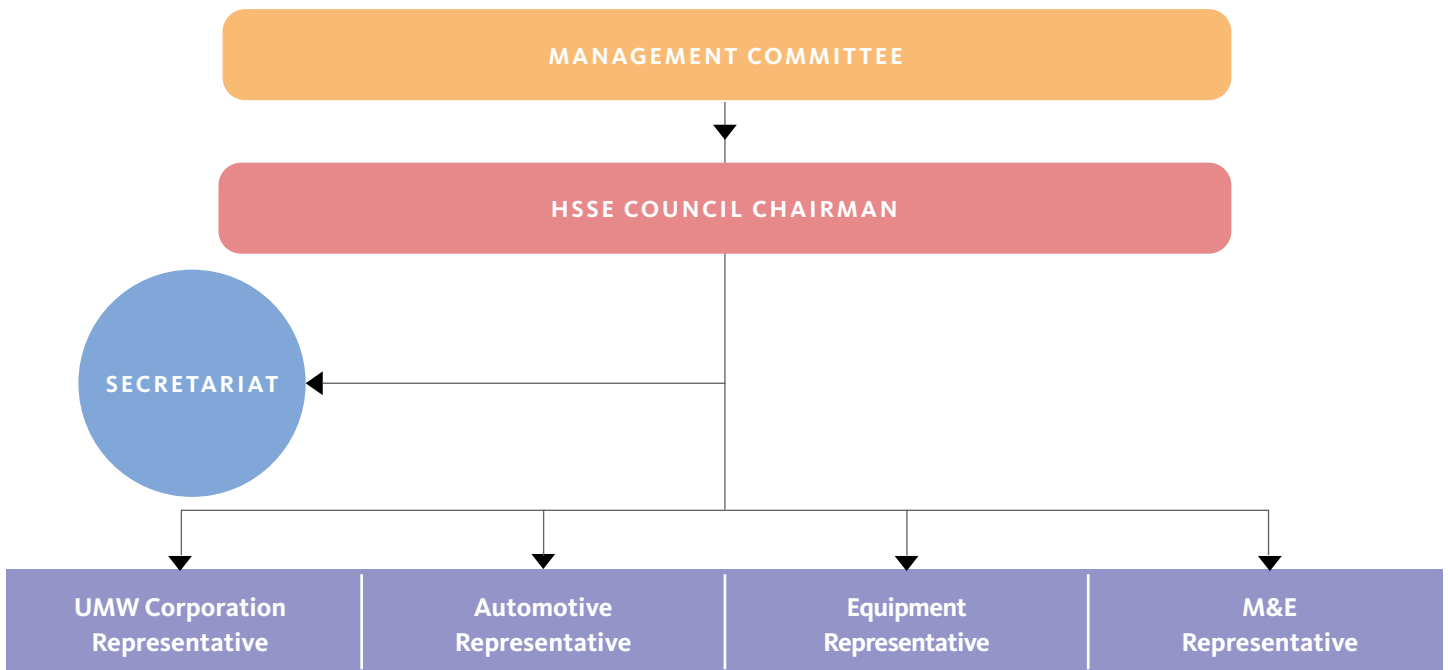 MANAGEMENT COMMITTEE
HSSE COUNCIL CHAIRMAN
SECRETARIAT
UMW Corporation
Representative
Automotive
Representative
Equipment
Representative
M&E
Representative